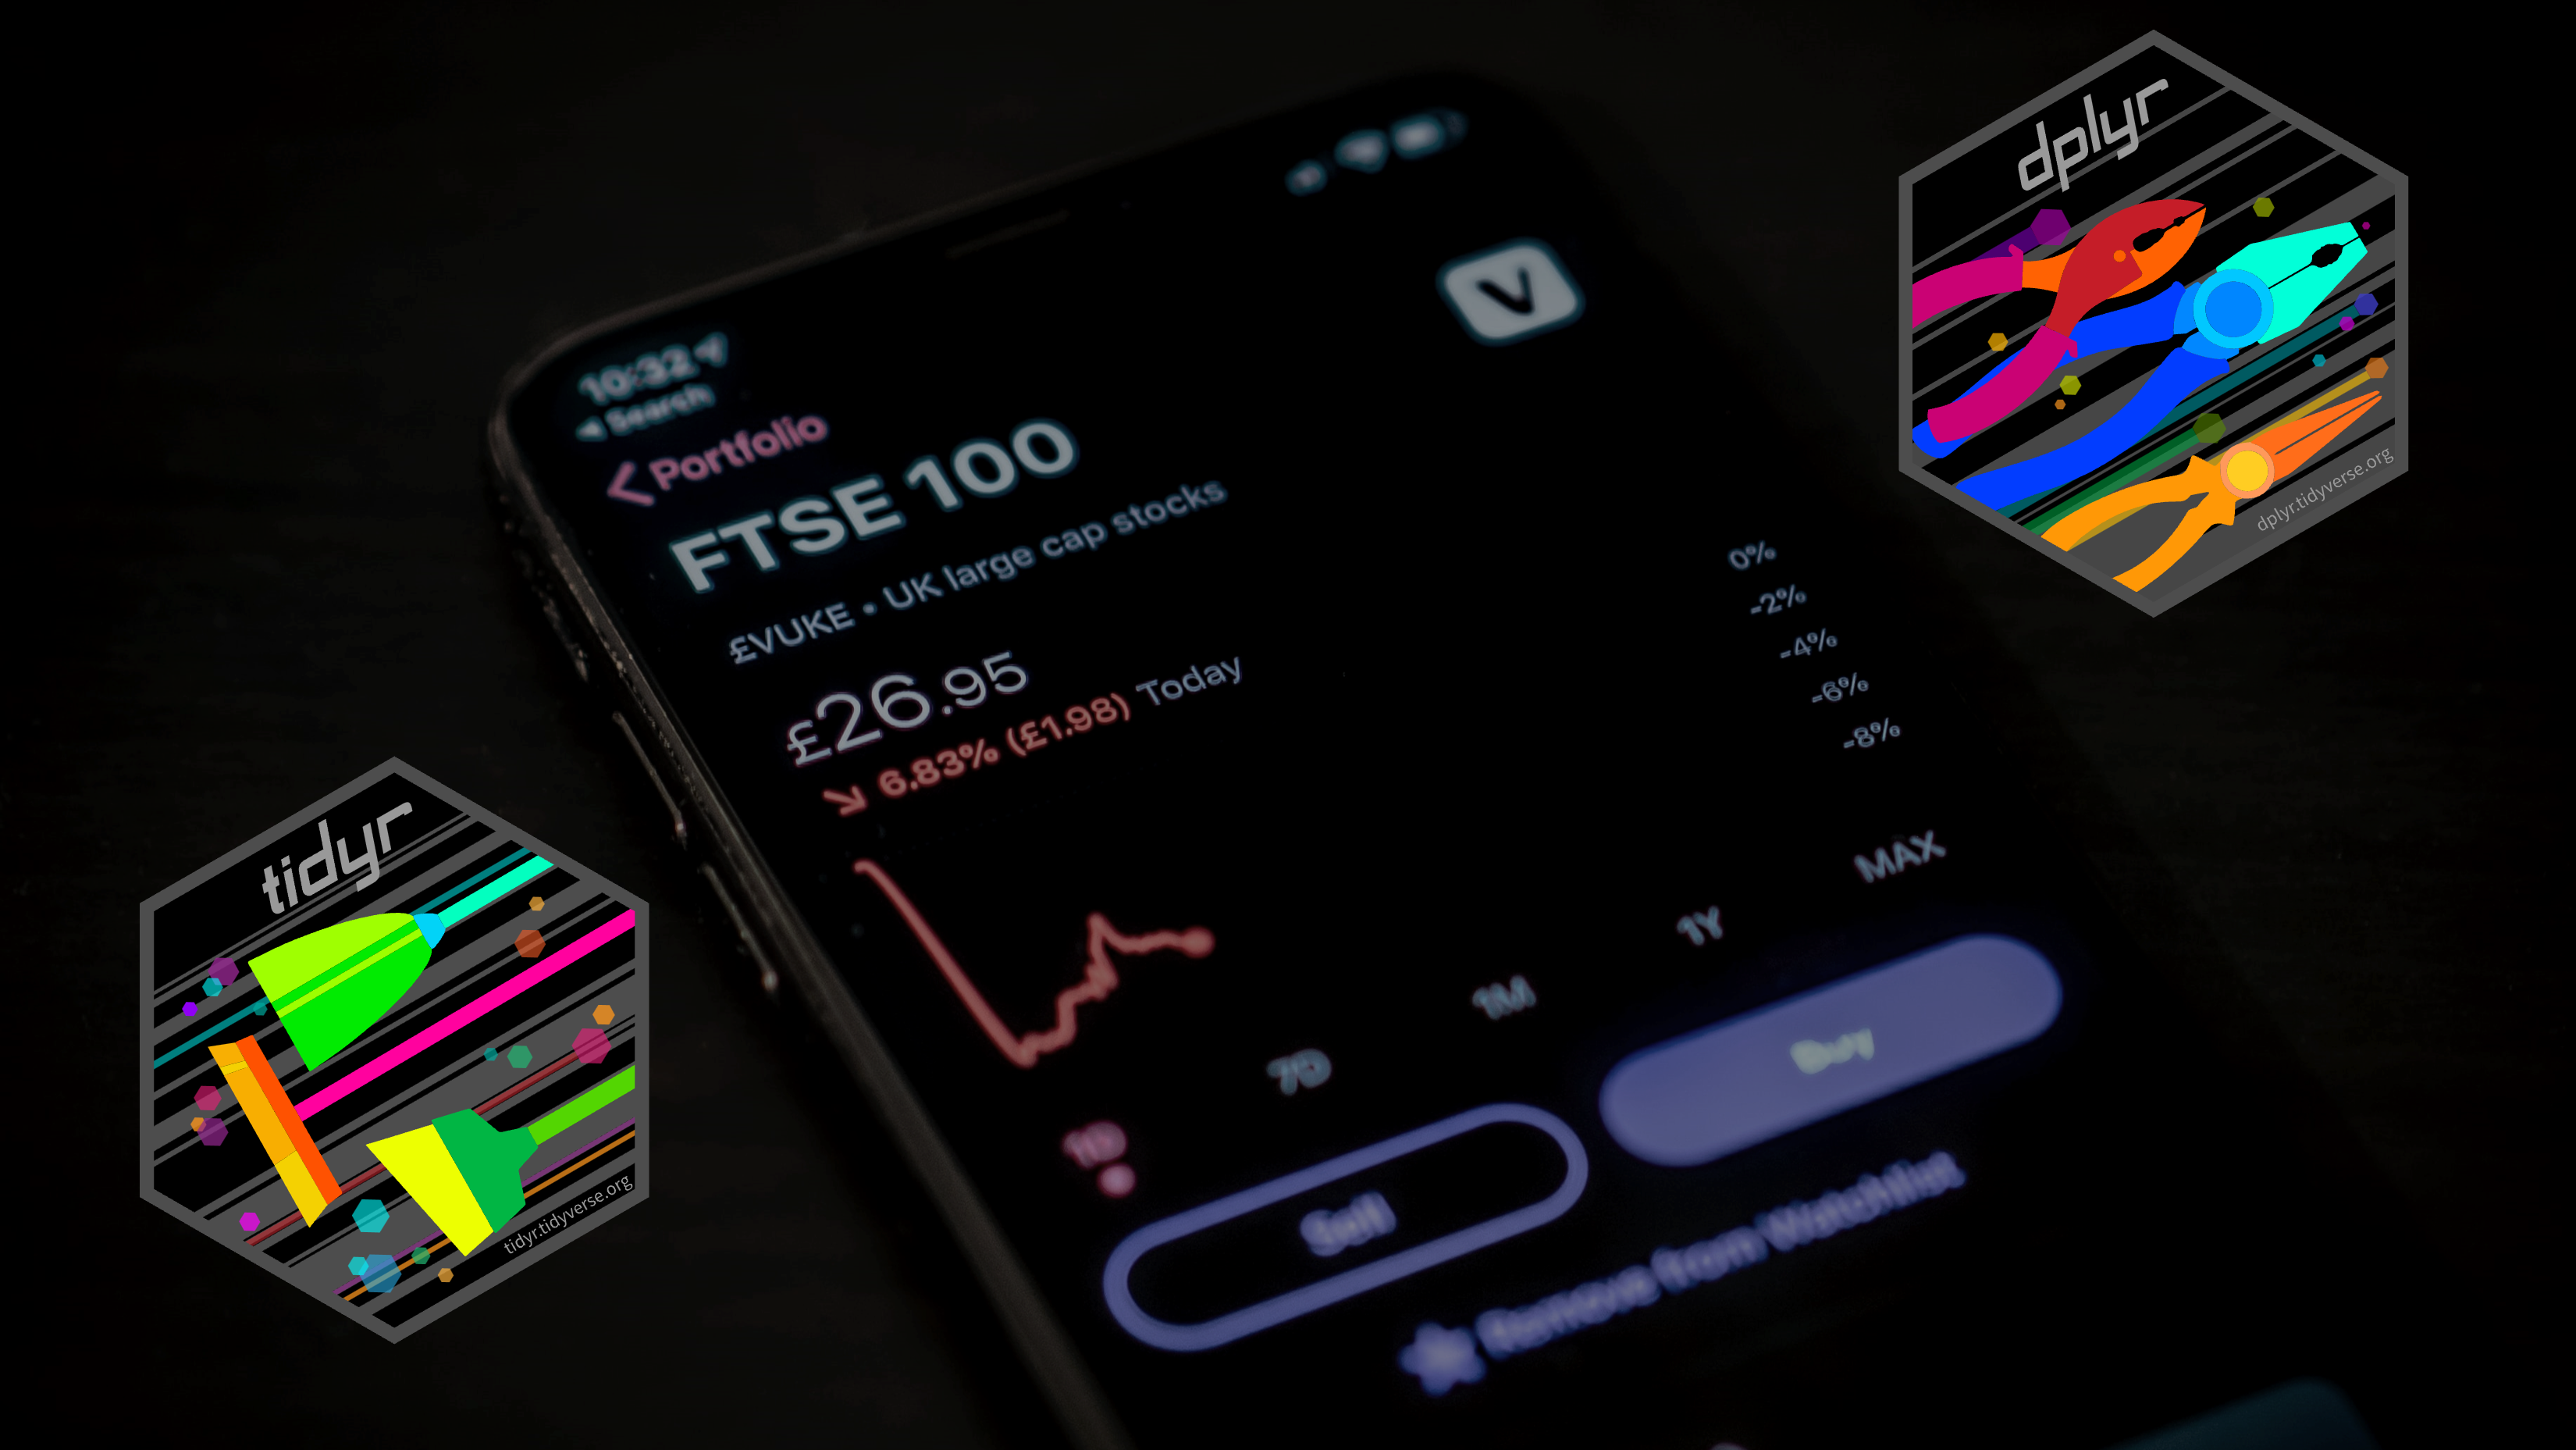 dplyr
dplyr.tidyverse.org
10:32
◀ Search
Portfolio
FTSE 100
£VUKE • UK large cap stocks
£26.95
↘ 6.83% (£1.98) Today
0%
-2%
-4%
-6%
-8%
1D 7D 1M 1Y MAX
Sell Buy
Remove from Watchlist
V
tidyr
tidyr.tidyverse.org